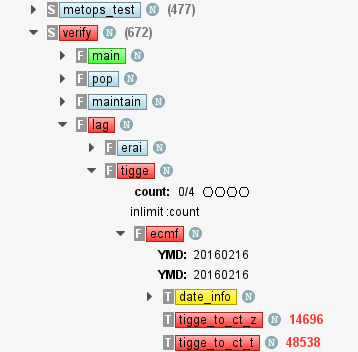 S metops_test N (477)
S verify N (672)
F main N
F pop N
F maintain N
F lag N
F erai N
F tigge N
count: 0/4
inlimit :count
F ecmf N
YMD: 20160216
YMD: 20160216
T date_info N
T tigge_to_ct_z N 14696
T tigge_to_ct_t N 48538